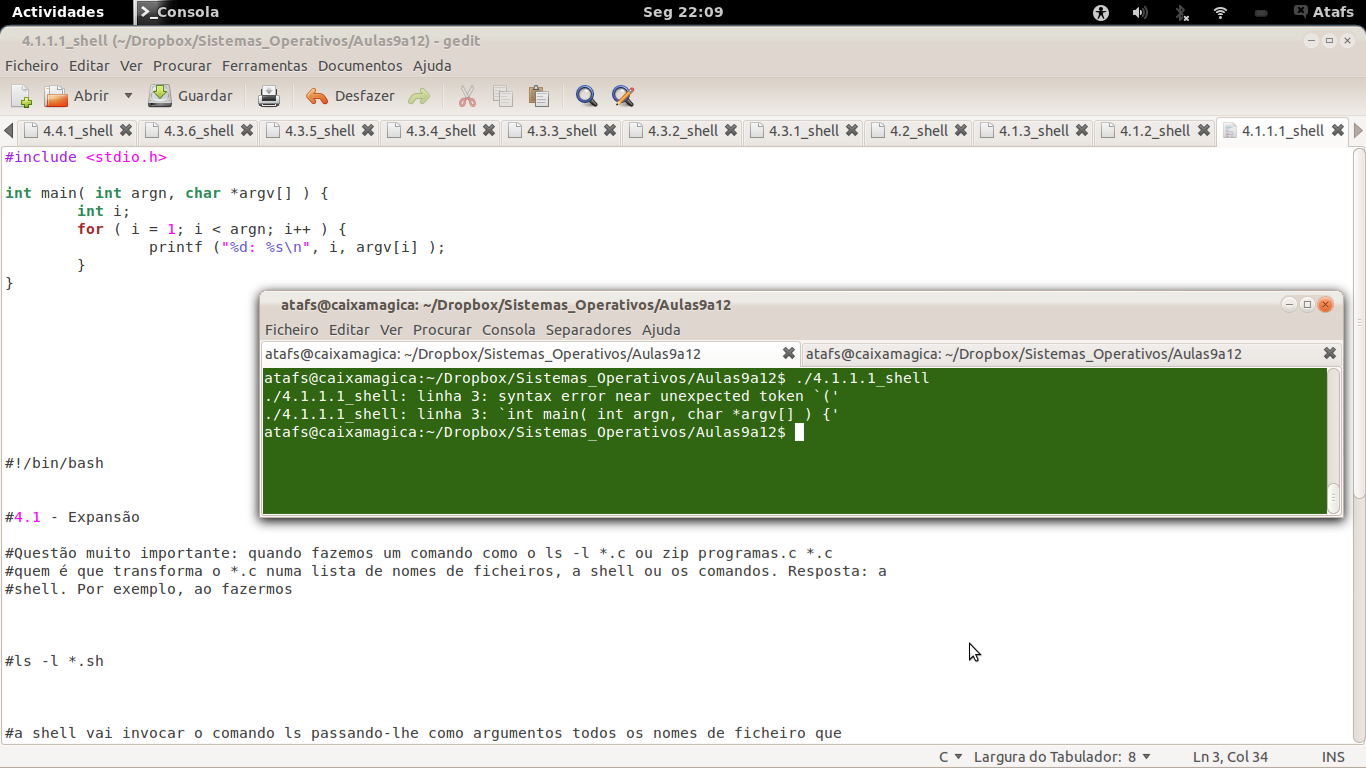 Actividades
Consola
Seg 22:09
Atafs
4.1.1.1_shell (~/Dropbox/Sistemas_Operativos/Aulas9a12) - gedit
Ficheiro Editar Ver Procurar Ferramentas Documentos Ajuda
Abrir Guardar Desfazer
4.4.1_shell 4.3.6_shell 4.3.5_shell 4.3.4_shell 4.3.3_shell 4.3.2_shell 4.3.1_shell 4.2_shell 4.1.3_shell 4.1.2_shell 4.1.1.1_shell
#include <stdio.h>
int main( int argn, char *argv[] ) {
int i;
for ( i = 1; i < argn; i++ ) {
printf ("%d: %s\n", i, argv[i] );
}
}
atafs@caixamagica: ~/Dropbox/Sistemas_Operativos/Aulas9a12
Ficheiro Editar Ver Procurar Consola Separadores Ajuda
atafs@caixamagica: ~/Dropbox/Sistemas_Operativos/Aulas9a12 atafs@caixamagica: ~/Dropbox/Sistemas_Operativos/Aulas9a12
atafs@caixamagica:~/Dropbox/Sistemas_Operativos/Aulas9a12$ ./4.1.1.1_shell
./4.1.1.1_shell: linha 3: syntax error near unexpected token `('
./4.1.1.1_shell: linha 3: `int main( int argn, char *argv[] ) {'
atafs@caixamagica:~/Dropbox/Sistemas_Operativos/Aulas9a12$
#!/bin/bash
#4.1 - Expansão
#Questão muito importante: quando fazemos um comando como o ls -l *.c ou zip programas.c *.c
#quem é que transforma o *.c numa lista de nomes de ficheiros, a shell ou os comandos. Resposta: a
#shell. Por exemplo, ao fazermos
#ls -l *.sh
#a shell vai invocar o comando ls passando-lhe como argumentos todos os nomes de ficheiro que
C Largura do Tabulador: 8 Ln 3, Col 34 INS